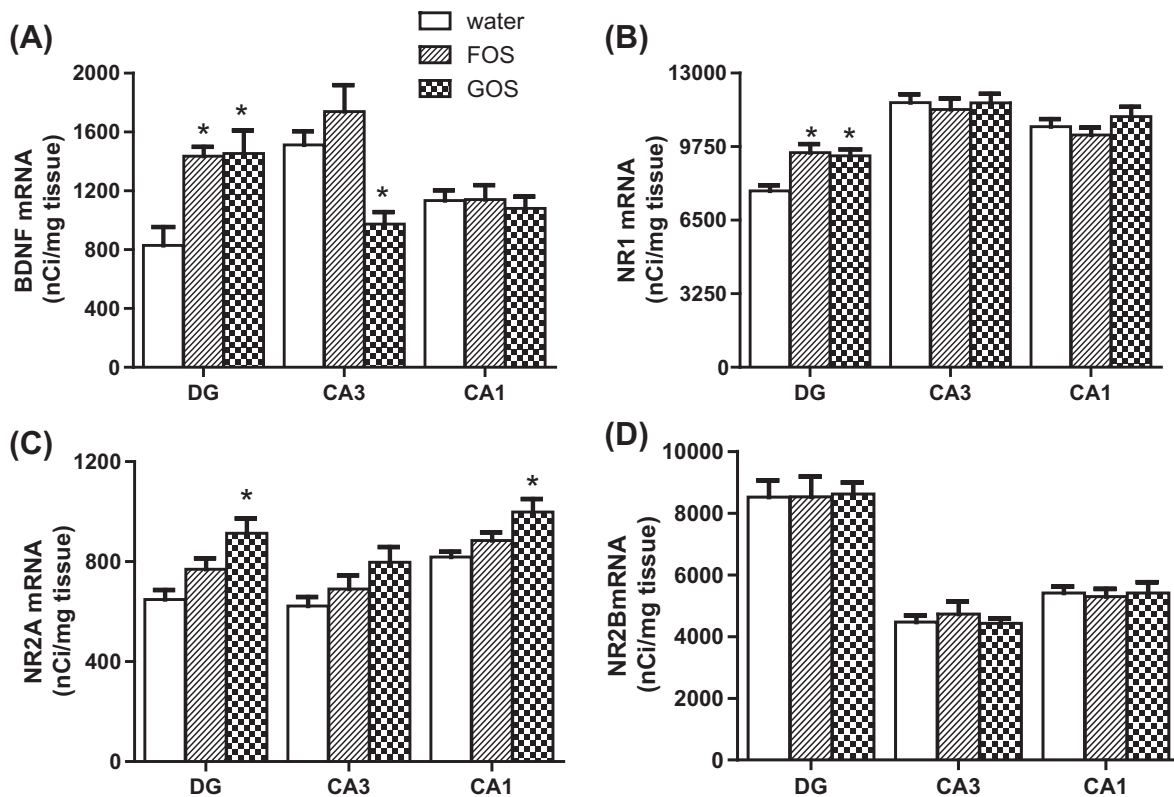 (A)
water
FOS
GOS
BDNF mRNA
(nCi/mg tissue)
2000
1600
1200
800
400
0
*
*
*
DG CA3 CA1
(B)
NR1 mRNA
(nCi/mg tissue)
13000
9750
6500
3250
0
*
*
DG CA3 CA1
(C)
NR2A mRNA
(nCi/mg tissue)
1200
800
400
0
*
*
DG CA3 CA1
(D)
NR2BmRNA
(nCi/mg tissue)
10000
8000
6000
4000
2000
0
DG CA3 CA1